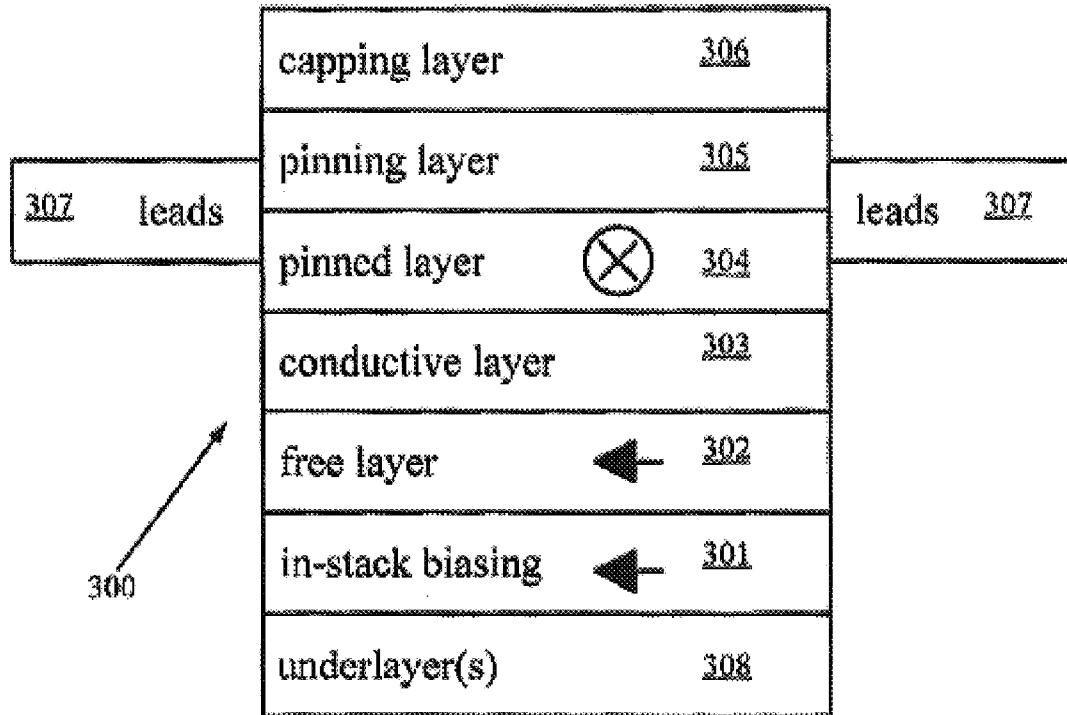 capping layer 306
pinning layer 305
307 leads
leads 307
pinned layer 304
conductive layer 303
free layer 302
in-stack biasing 301
300
underlayer(s) 308